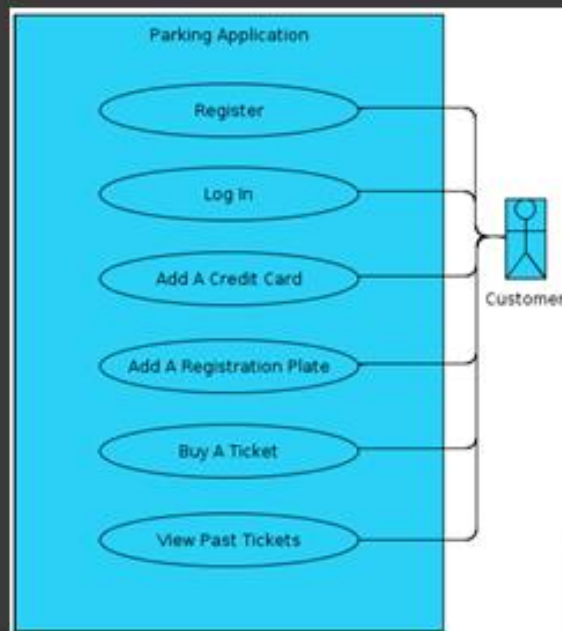 Parking Application
Register
Log In
Add A Credit Card
Customer
Add A Registration Plate
Buy A Ticket
View Past Tickets